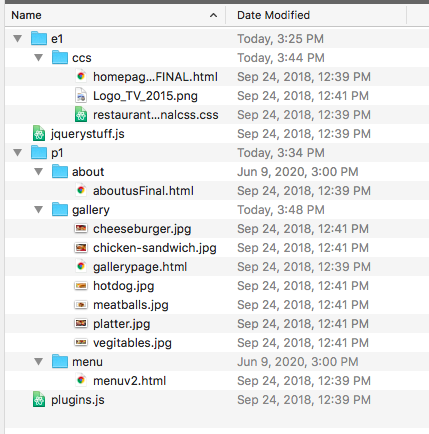 Name Date Modified
e1 Today, 3:25 PM
ccs Today, 3:44 PM
homepag...FINAL.html Sep 24, 2018, 12:39 PM
Logo_TV_2015.png Sep 24, 2018, 12:41 PM
restaurant...nalcss.css Sep 24, 2018, 12:39 PM
jquerystuff.js Sep 24, 2018, 12:39 PM
p1 Today, 3:34 PM
about Jun 9, 2020, 3:00 PM
aboutusFinal.html Sep 24, 2018, 12:39 PM
gallery Today, 3:48 PM
cheeseburger.jpg Sep 24, 2018, 12:41 PM
chicken-sandwich.jpg Sep 24, 2018, 12:41 PM
gallerypage.html Sep 24, 2018, 12:39 PM
hotdog.jpg Sep 24, 2018, 12:41 PM
meatballs.jpg Sep 24, 2018, 12:41 PM
platter.jpg Sep 24, 2018, 12:41 PM
vegitables.jpg Sep 24, 2018, 12:41 PM
menu Jun 9, 2020, 3:00 PM
menuv2.html Sep 24, 2018, 12:39 PM
plugins.js Sep 24, 2018, 12:39 PM